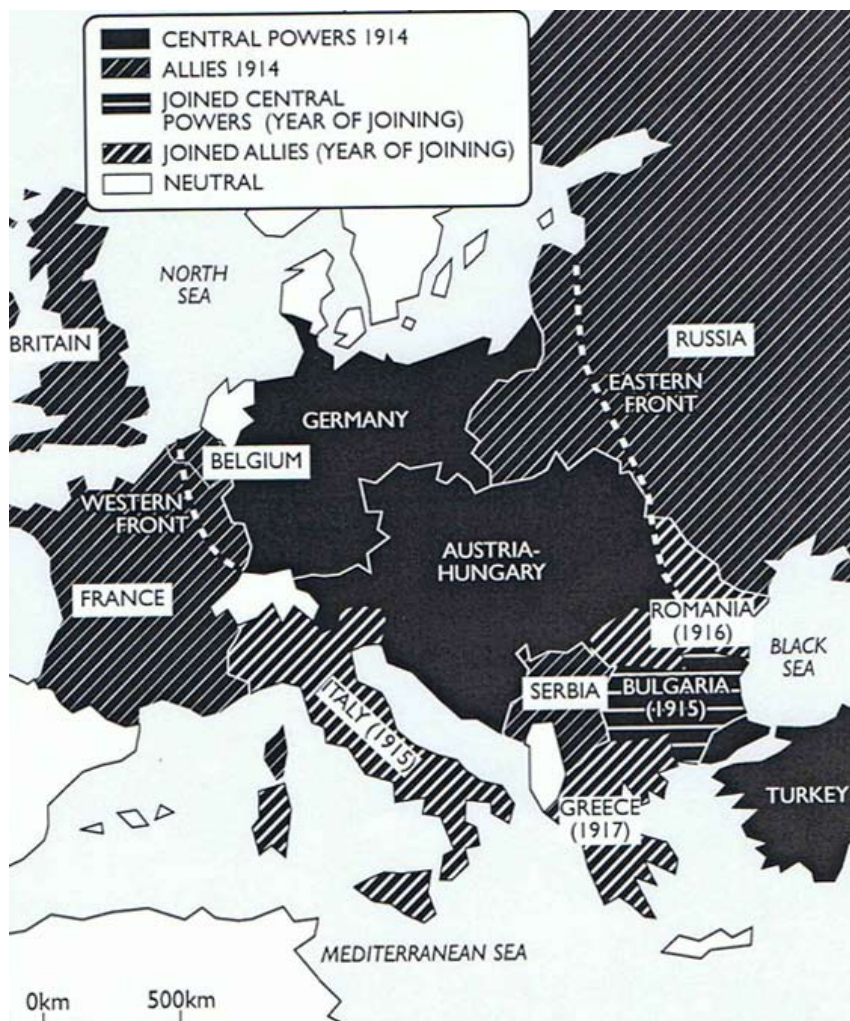 CENTRAL POWERS 1914
ALLIES 1914
JOINED CENTRAL
POWERS (YEAR OF JOINING)
JOINED ALLIES (YEAR OF JOINING)
NEUTRAL
NORTH
SEA
BRITAIN
RUSSIA
EASTERN
FRONT
GERMANY
BELGIUM
WESTERN
FRONT
AUSTRIA-
HUNGARY
FRANCE
ROMANIA
(1916)
BLACK
SEA
SERBIA
BULGARIA
(1915)
ITALY (1915)
TURKEY
GREECE
(1917)
MEDITERRANEAN SEA
0km 500km